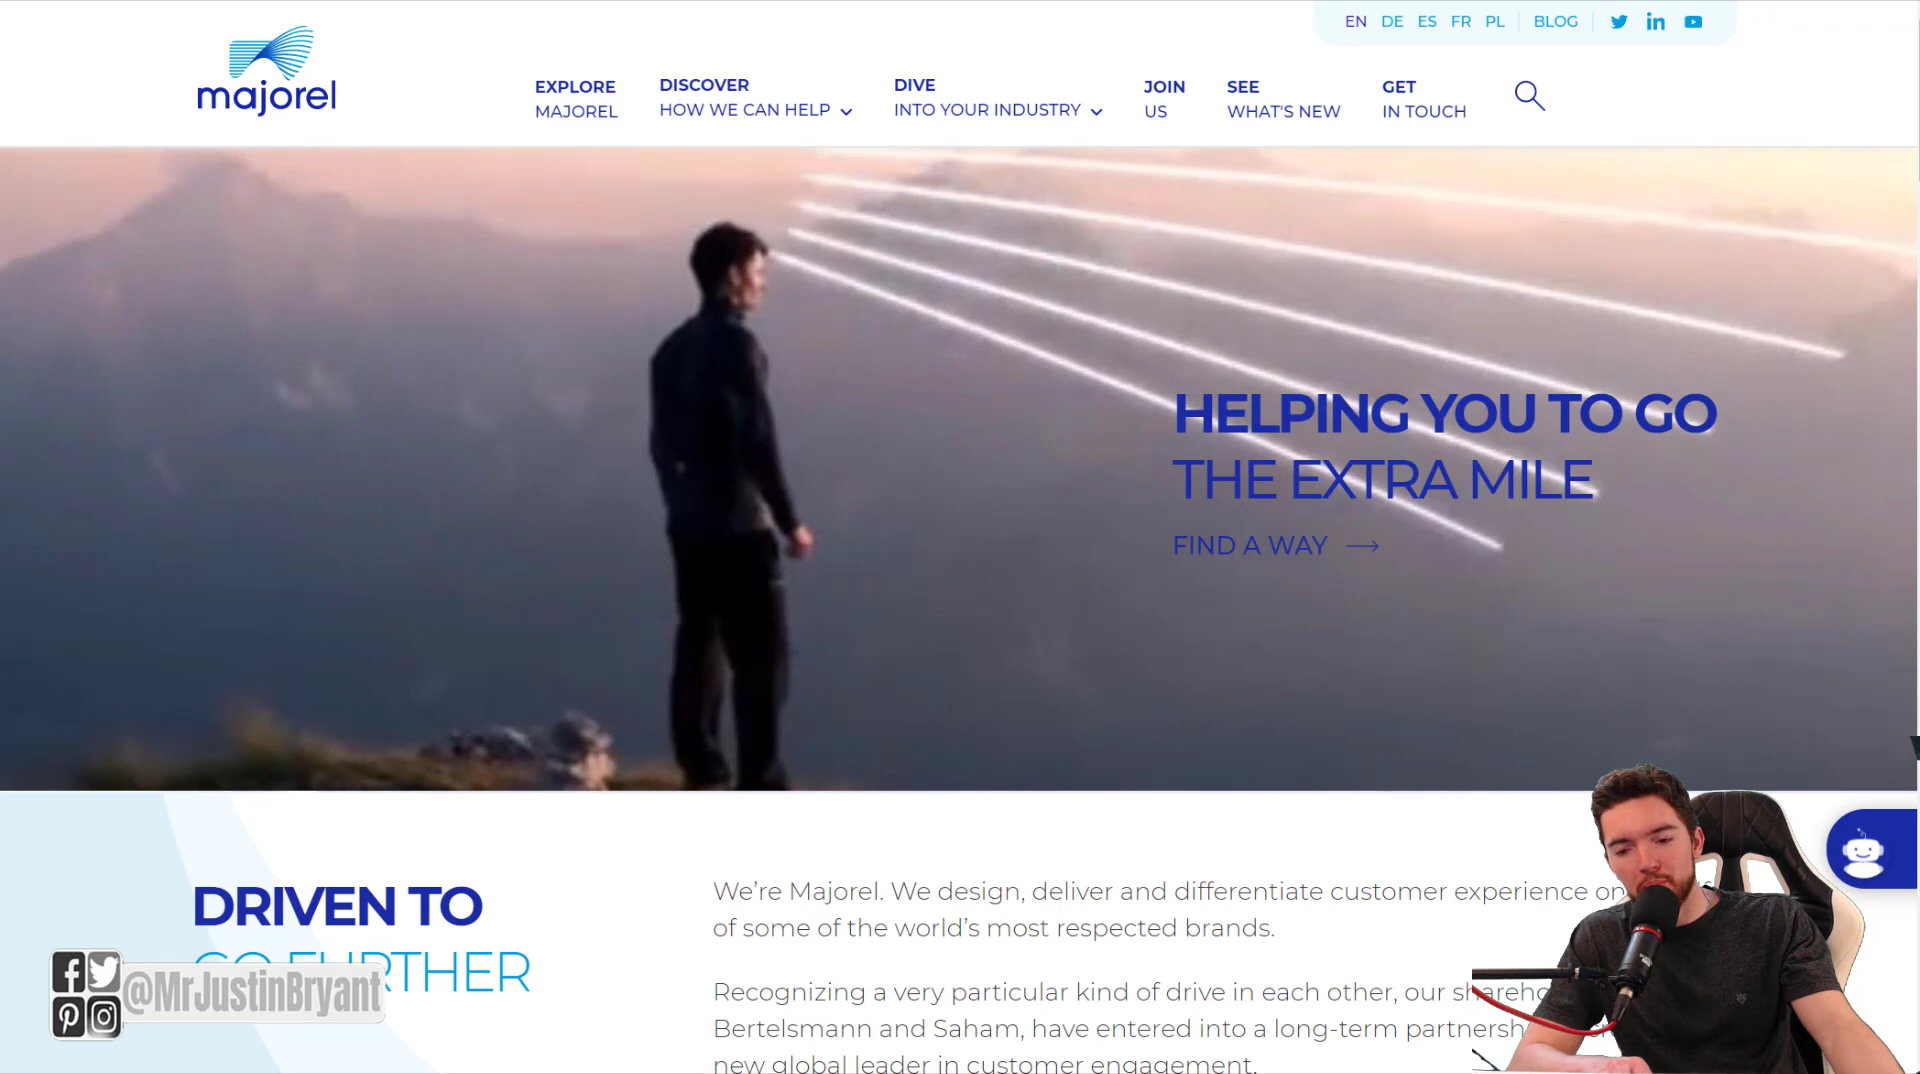 EN DE ES FR PL BLOG
majorel
EXPLORE
MAJOREL
DISCOVER
HOW WE CAN HELP
DIVE
INTO YOUR INDUSTRY
JOIN
US
SEE
WHAT'S NEW
GET
IN TOUCH
HELPING YOU TO GO
THE EXTRA MILE
FIND A WAY
DRIVEN TO
GO FURTHER
@MrJustinBryant
We're Majorel. We design, deliver and differentiate customer experience on
of some of the world's most respected brands.
Recognizing a very particular kind of drive in each other, our
Bertelsmann and Saham, have entered into a long-term
new global leader in customer engagement.